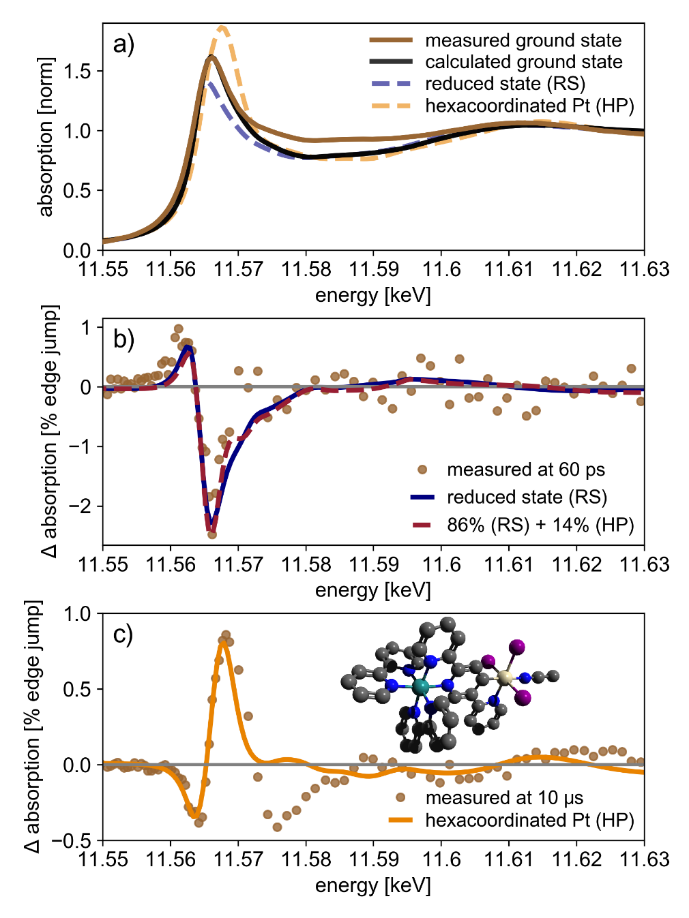 a)
measured ground state
calculated ground state
reduced state (RS)
hexacoordinated Pt (HP)
absorption [norm]
1.5
1.0
0.5
0.0
11.55 11.56 11.57 11.58 11.59 11.60 11.61 11.62 11.63
energy [keV]
b)
Δ absorption [% edge jump]
1
0
−1
−2
measured at 60 ps
reduced state (RS)
86% (RS) + 14% (HP)
11.55 11.56 11.57 11.58 11.59 11.60 11.61 11.62 11.63
energy [keV]
c)
Δ absorption [% edge jump]
1.0
0.5
0.0
−0.5
measured at 10 µs
hexacoordinated Pt (HP)
11.55 11.56 11.57 11.58 11.59 11.60 11.61 11.62 11.63
energy [keV]